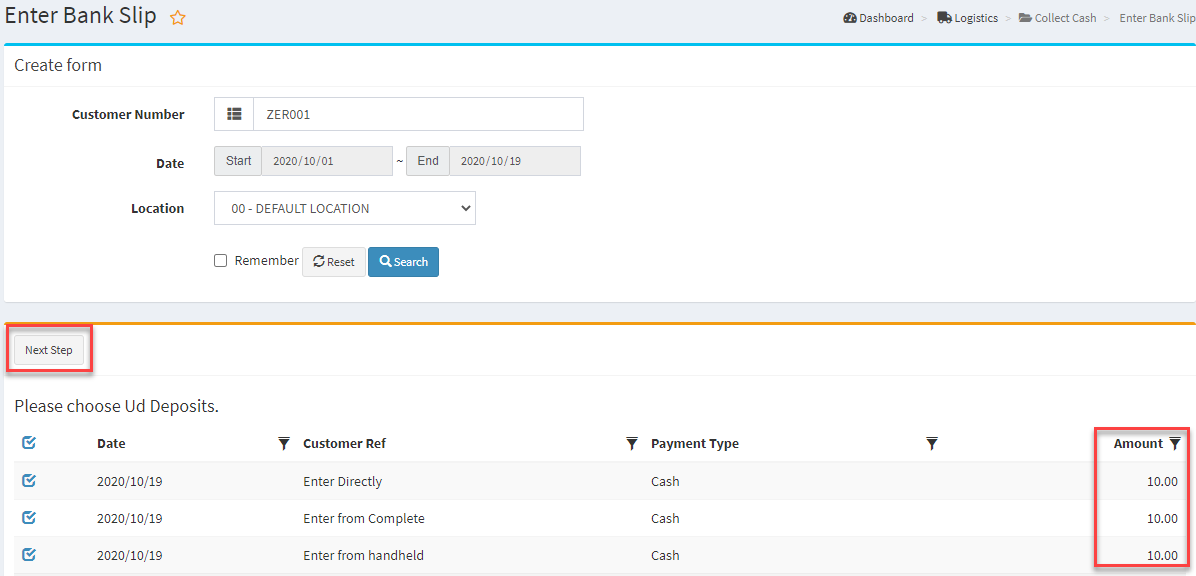 Enter Bank Slip
Dashboard > Logistics > Collect Cash > Enter Bank Slip
Create form
Customer Number ZER001
Date Start 2020/10/01 ~ End 2020/10/19
Location 00 - DEFAULT LOCATION
Remember Reset Search
Next Step
Please choose Ud Deposits.
Date Customer Ref Payment Type Amount
2020/10/19 Enter Directly Cash 10.00
2020/10/19 Enter from Complete Cash 10.00
2020/10/19 Enter from handheld Cash 10.00